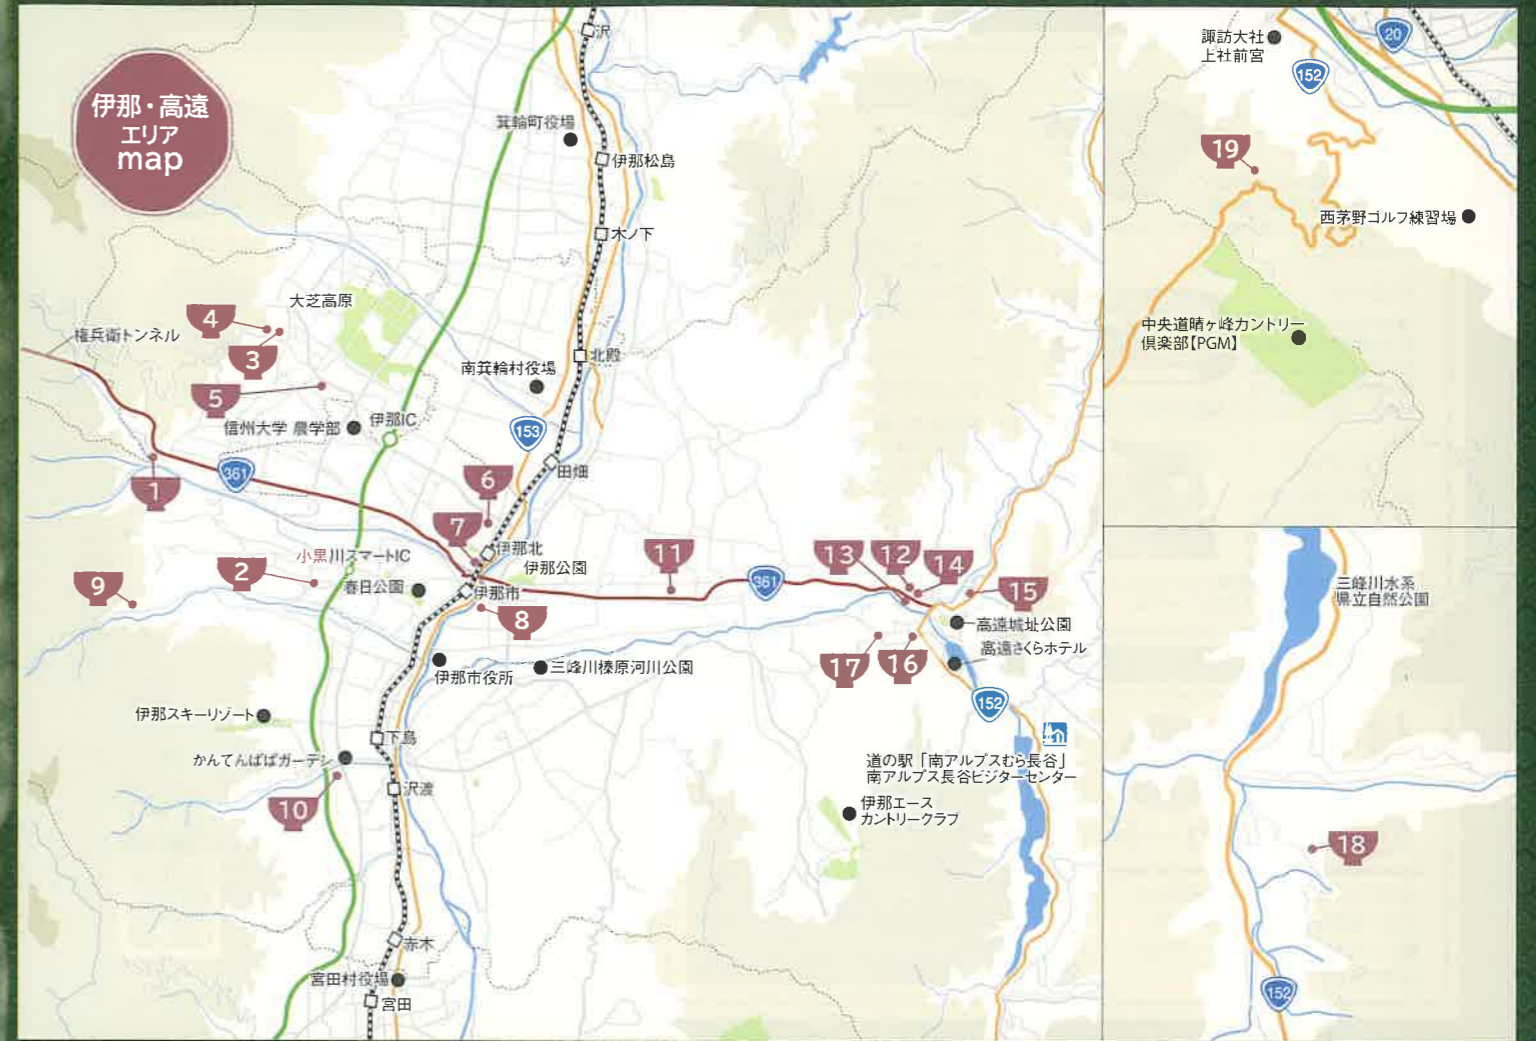 伊那・高遠
エリア
map
沢
箕輪町役場
伊那松島
木ノ下
大芝高原
4
権兵衛トンネル
3
北殿
南箕輪村役場
5
信州大学 農学部
伊那IC
153
田畑
361
1
6
7
伊那北
小黒川スマートIC
伊那公園
2
9
春日公園
伊那市
8
11
361
13
12
14
15
高遠城址公園
高遠さくらホテル
17
16
伊那市役所
三峰川榛原河川公園
152
伊那スキーリゾート
下島
かんてんぱぱガーデン
沢渡
10
道の駅「南アルプスむら長谷」
南アルプス長谷ビジターセンター
伊那エース
カントリークラブ
赤木
宮田村役場
宮田
諏訪大社
上社前宮
20
152
19
西茅野ゴルフ練習場
中央道晴ヶ峰カントリー
倶楽部【PGM】
三峰川水系
県立自然公園
18
152